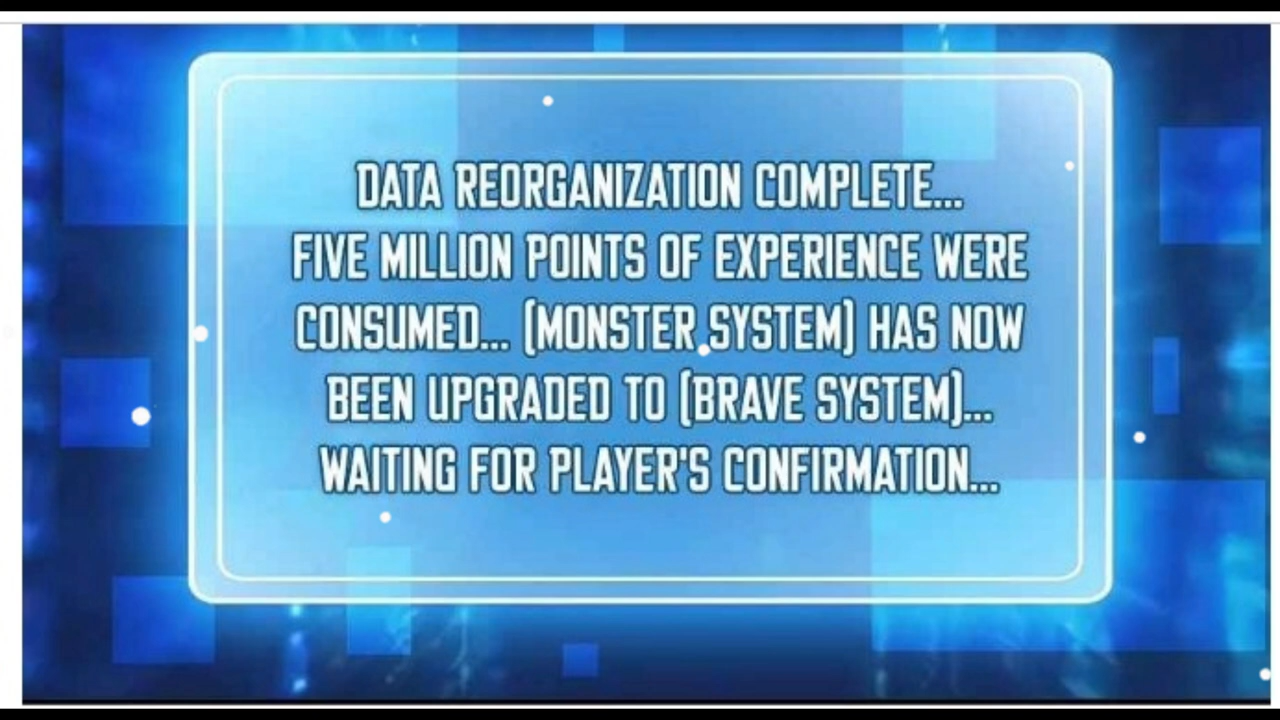 DATA REORGANIZATION COMPLETE...
FIVE MILLION POINTS OF EXPERIENCE WERE
CONSUMED... [MONSTER SYSTEM] HAS NOW
BEEN UPGRADED TO [BRAVE SYSTEM]...
WAITING FOR PLAYER'S CONFIRMATION...